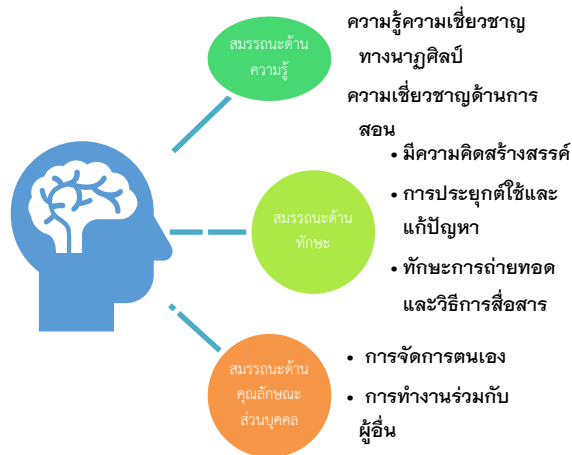 สมรรถนะด้าน
ความรู้
ความรู้ความเชี่ยวชาญ
ทางนาฏศิลป์
ความเชี่ยวชาญด้านการ
สอน
สมรรถนะด้าน
ทักษะ
• มีความคิดสร้างสรรค์
• การประยุกต์ใช้และ
แก้ปัญหา
• ทักษะการถ่ายทอด
และวิธีการสื่อสาร
สมรรถนะด้าน
คุณลักษณะ
ส่วนบุคคล
• การจัดการตนเอง
• การทำงานร่วมกับ
ผู้อื่น